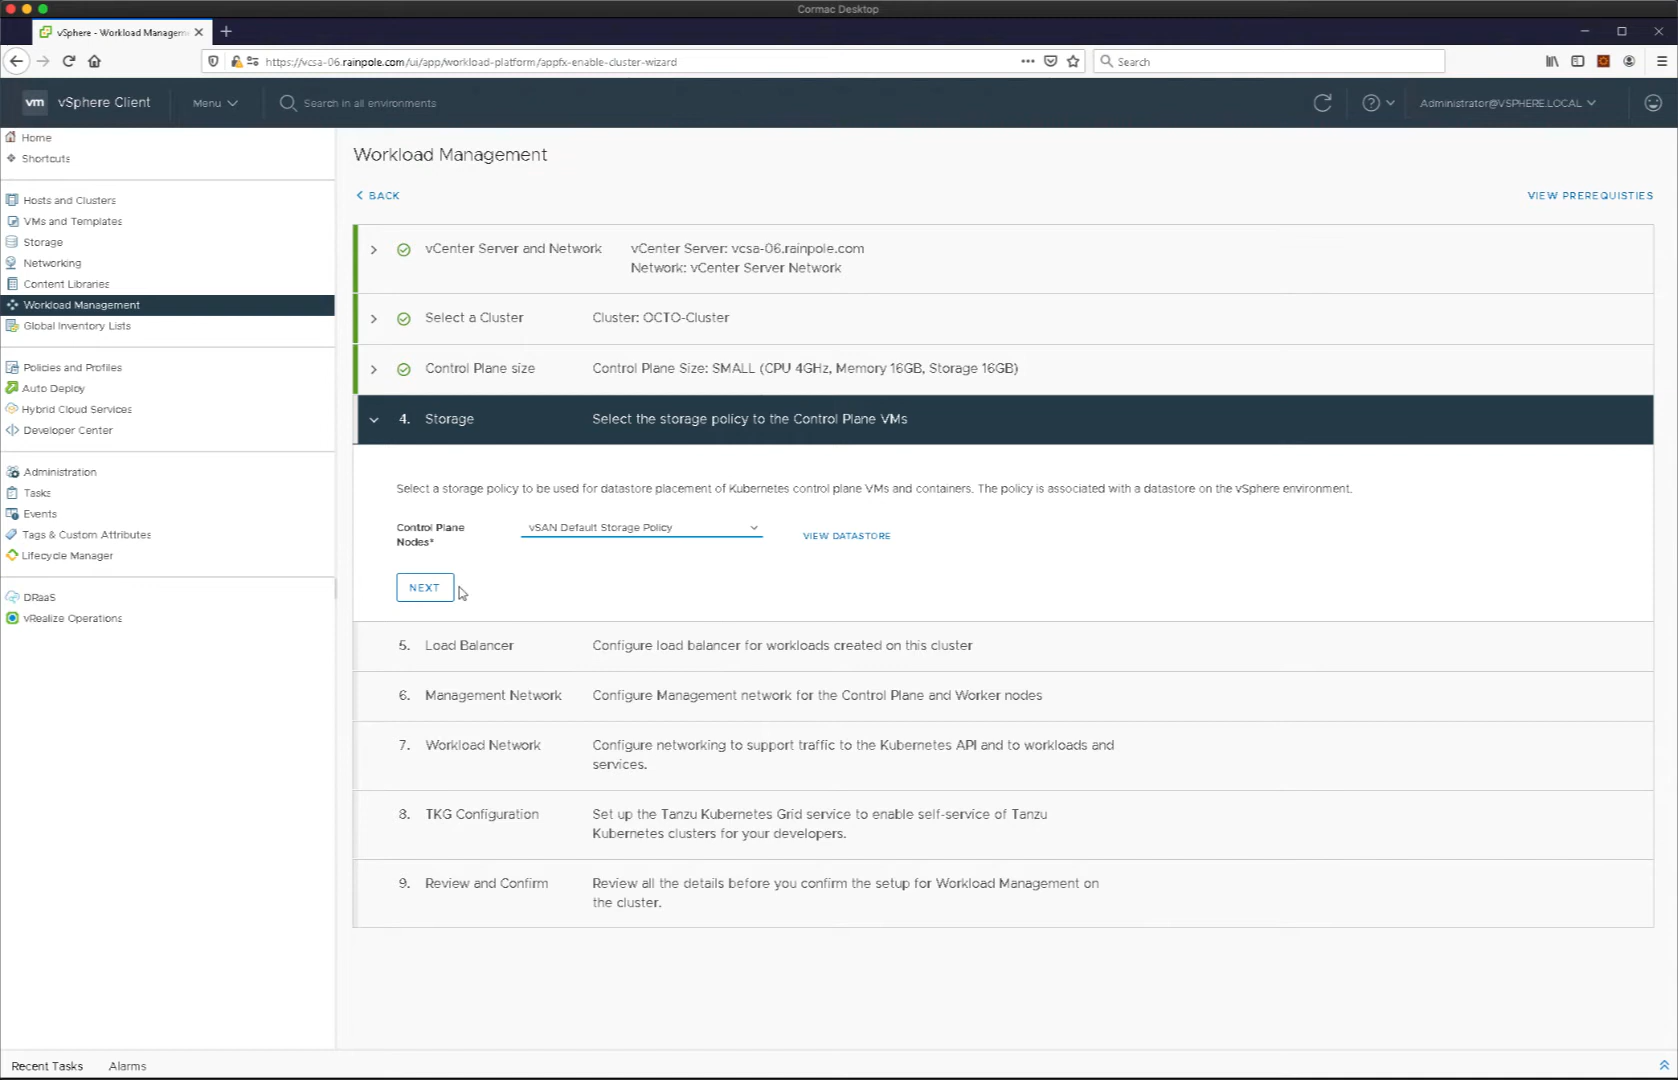 Cormac Desktop
vSphere - Workload Managem
https://vcsa-06.rainpole.com/ui/app/workload-platform/appfx-enable-cluster-wizard
Search
vm
vSphere Client
Menu
Search in all environments
Administrator@VSPHERE.LOCAL
Home
Shortcuts
Hosts and Clusters
VMs and Templates
Storage
Networking
Content Libraries
Workload Management
Global Inventory Lists
Policies and Profiles
Auto Deploy
Hybrid Cloud Services
Developer Center
Administration
Tasks
Events
Tags & Custom Attributes
Lifecycle Manager
DRaaS
vRealize Operations
Workload Management
BACK
VIEW PREREQUISTIES
vCenter Server and Network
vCenter Server: vcsa-06.rainpole.com
Network: vCenter Server Network
Select a Cluster
Cluster: OCTO-Cluster
Control Plane size
Control Plane Size: SMALL (CPU 4GHz, Memory 16GB, Storage 16GB)
4. Storage
Select the storage policy to the Control Plane VMs
Select a storage policy to be used for datastore placement of Kubernetes control plane VMs and containers. The policy is associated with a datastore on the vSphere environment.
Control Plane
Nodes*
vSAN Default Storage Policy
VIEW DATASTORE
NEXT
5. Load Balancer
Configure load balancer for workloads created on this cluster
6. Management Network
Configure Management network for the Control Plane and Worker nodes
7. Workload Network
Configure networking to support traffic to the Kubernetes API and to workloads and
services.
8. TKG Configuration
Set up the Tanzu Kubernetes Grid service to enable self-service of Tanzu
Kubernetes clusters for your developers.
9. Review and Confirm
Review all the details before you confirm the setup for Workload Management on
the cluster.
Recent Tasks
Alarms